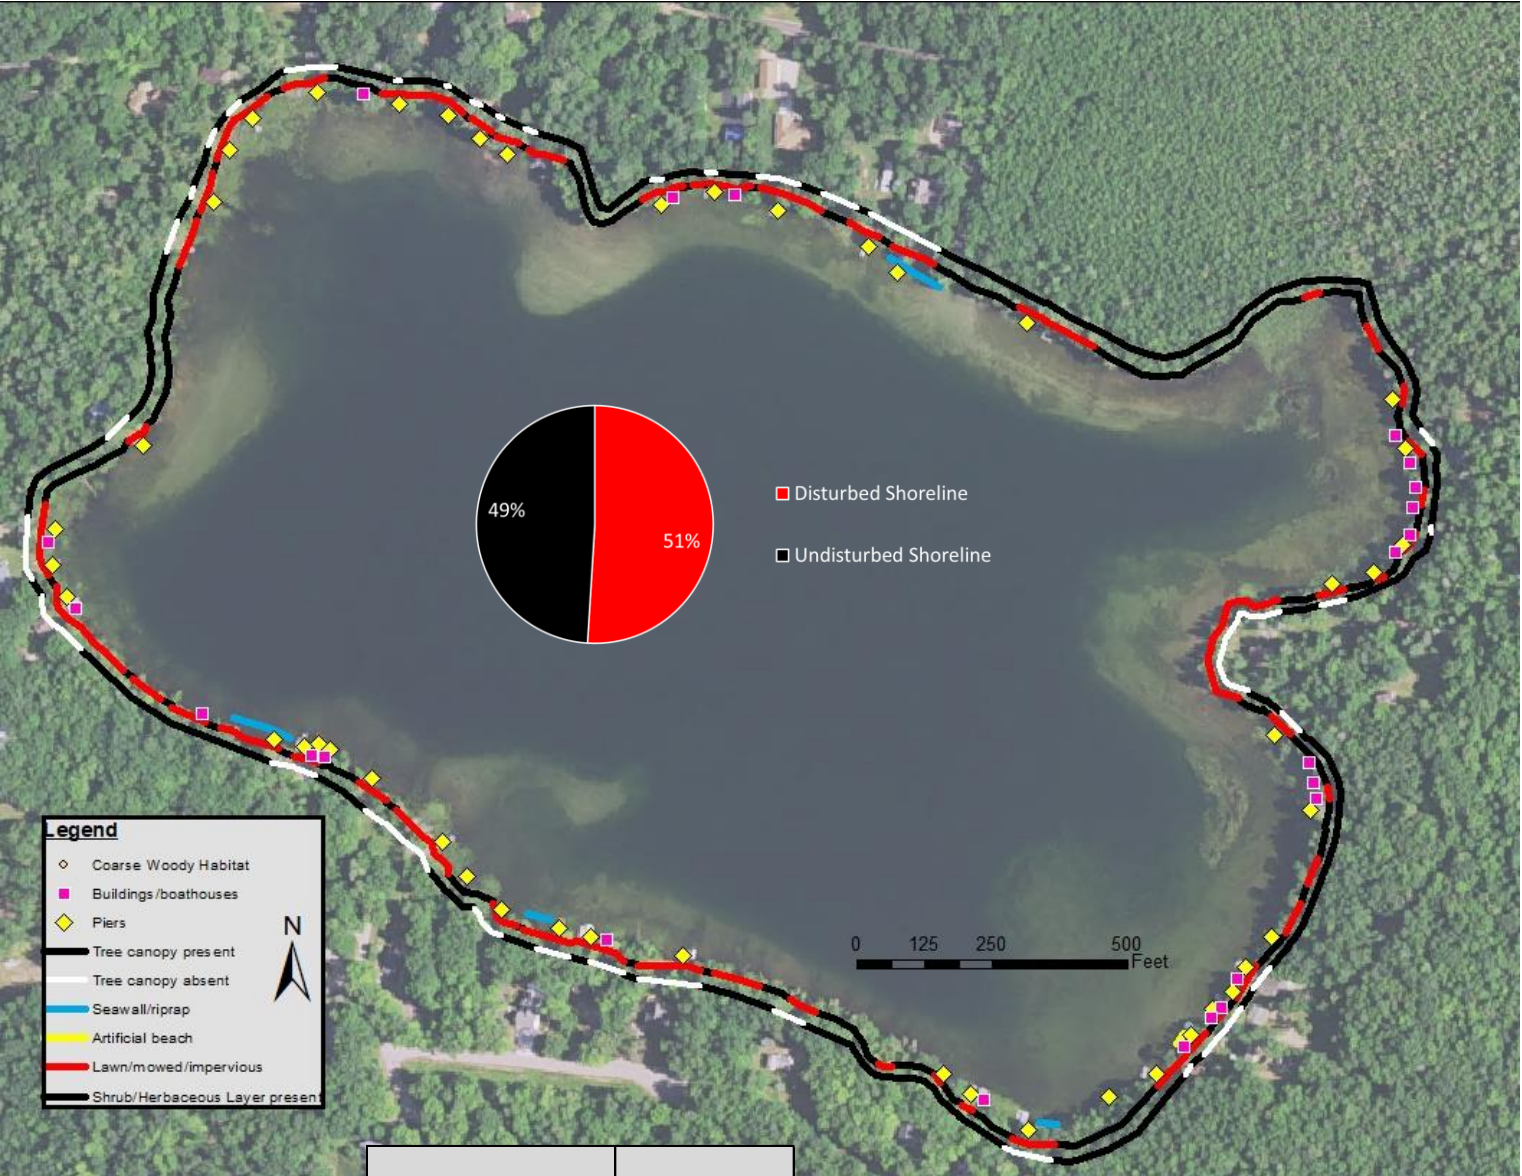 49%
51%
Disturbed Shoreline
Undisturbed Shoreline
Legend
Coarse Woody Habitat
Buildings/boathouses
Piers
Tree canopy present
Tree canopy absent
Seawall/riprap
Artificial beach
Lawn/mowed/impervious
Shrub/Herbaceous Layer present
N
0 125 250 500
Feet